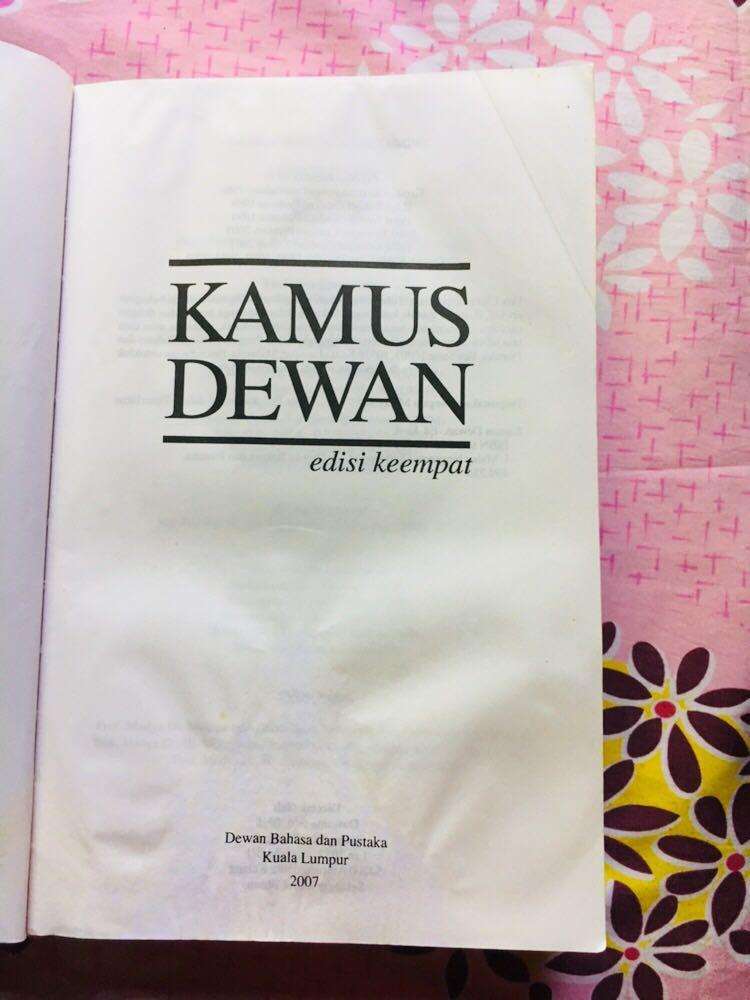 KAMUS
DEWAN
edisi keempat
Dewan Bahasa dan Pustaka
Kuala Lumpur
2007